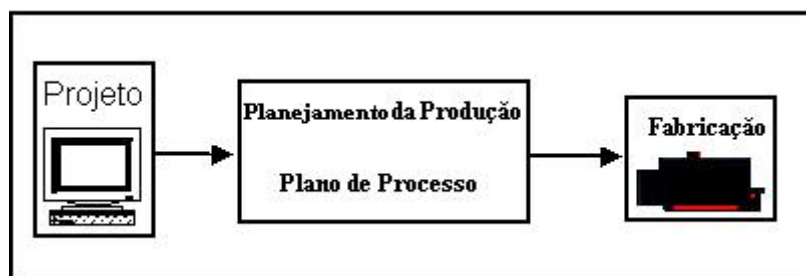 Projeto
Planejamento da Produção
Plano de Processo
Fabricação